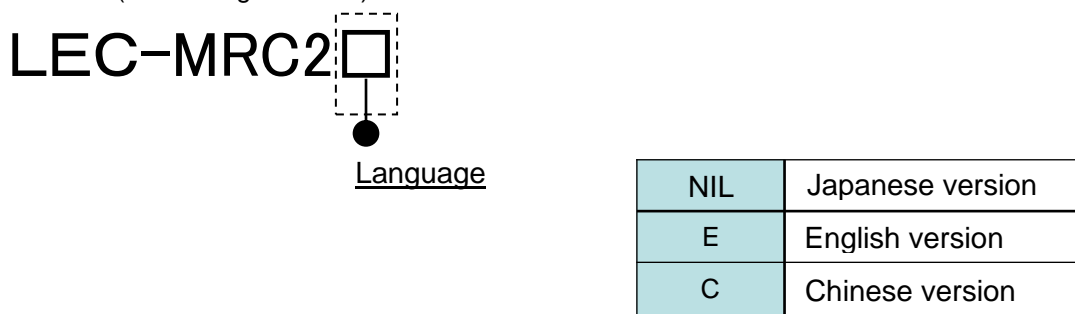 LEC-MRC2□
Language
NIL Japanese version
E English version
C Chinese version